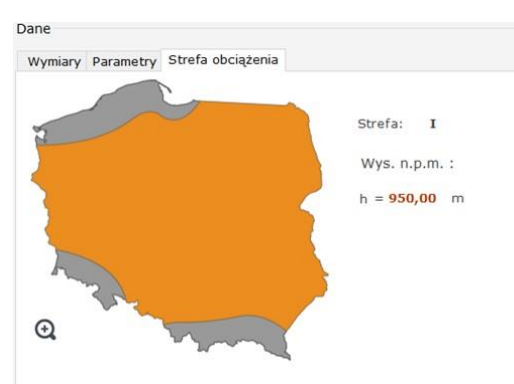 Dane
Wymiary Parametry Strefa obciążenia
Strefa: I
Wys. n.p.m. :
h = 950,00 m